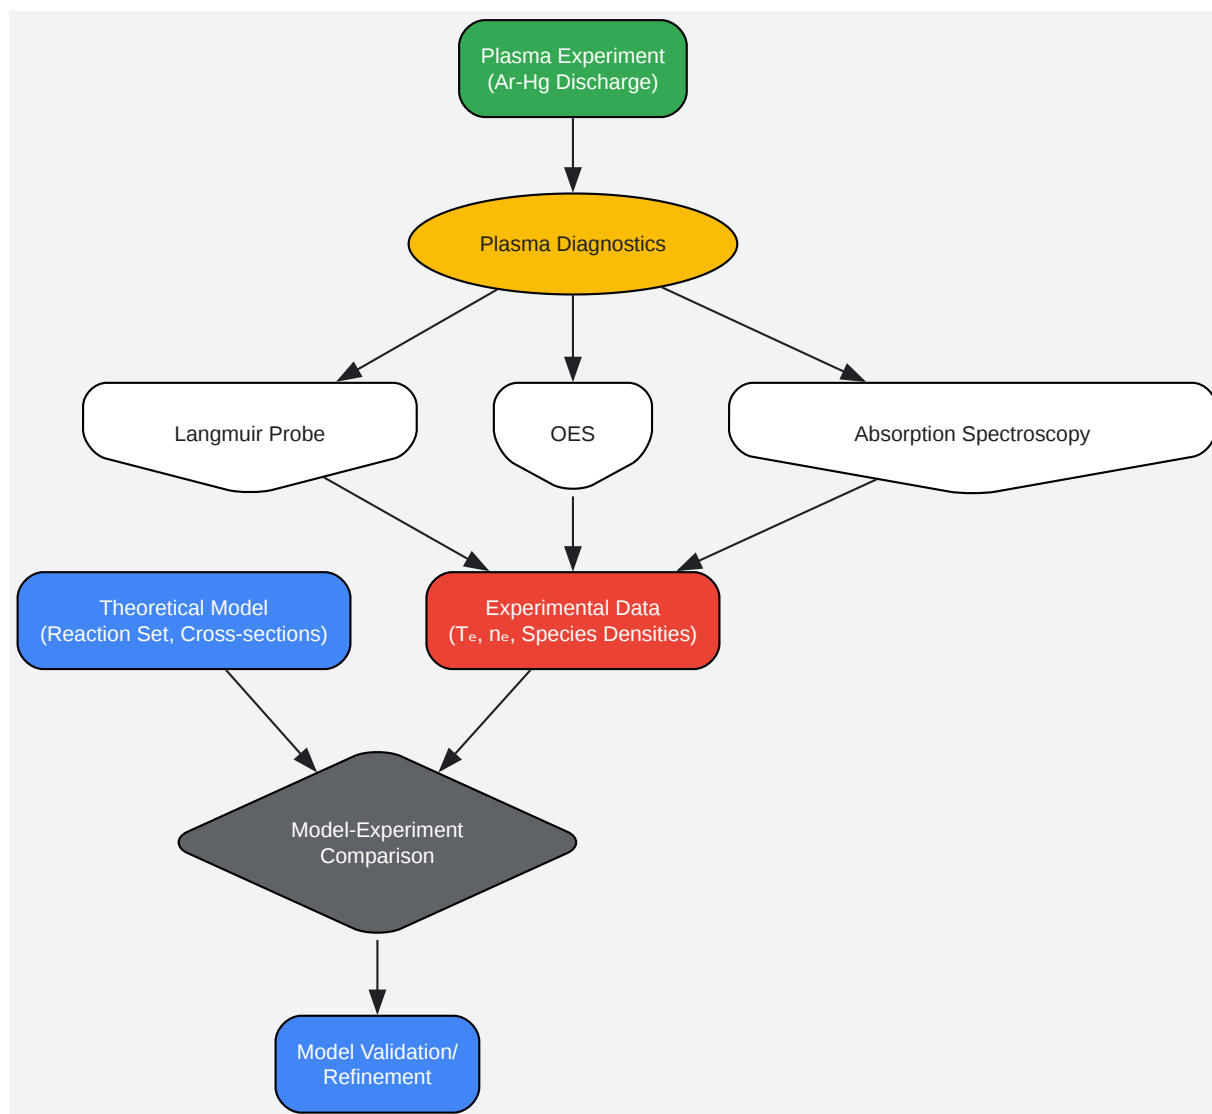 Plasma Experiment
(Ar-Hg Discharge)
Plasma Diagnostics
Langmuir Probe
OES
Absorption Spectroscopy
Theoretical Model
(Reaction Set, Cross-sections)
Experimental Data
(Tₑ, nₑ, Species Densities)
Model-Experiment
Comparison
Model Validation/
Refinement